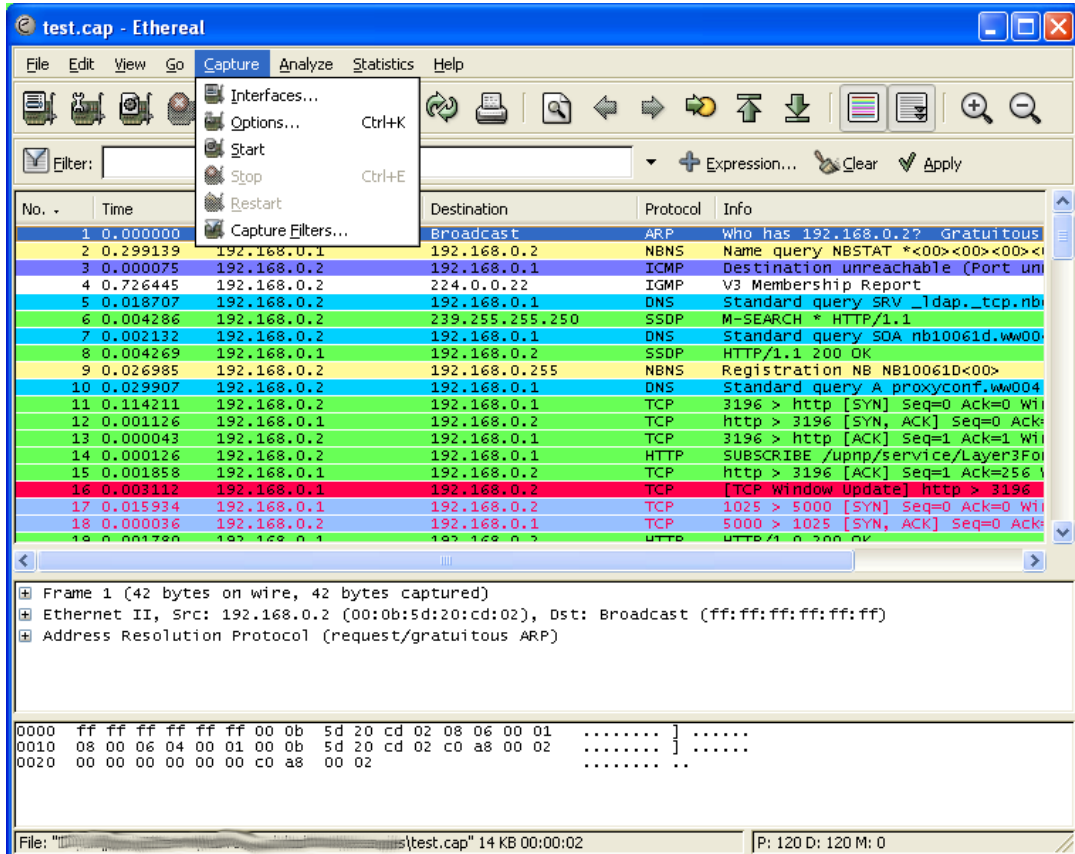 test.cap - Ethereal
File Edit View Go Capture Analyze Statistics Help
Interfaces...
Options... Ctrl+K
Start
Stop Ctrl+E
Restart
Capture Filters...
Filter: Expression... Clear Apply
No. Time Destination Protocol Info
1 0.000000 Broadcast ARP Who has 192.168.0.2? Gratuitous
2 0.299139 192.168.0.1 192.168.0.2 NBNS Name query NBSTAT *<00><00><00><
3 0.000075 192.168.0.2 192.168.0.1 ICMP Destination unreachable (Port un
4 0.726445 192.168.0.2 224.0.0.22 IGMP V3 Membership Report
5 0.018707 192.168.0.2 192.168.0.1 DNS Standard query SRV _ldap._tcp.nb
6 0.004286 192.168.0.2 239.255.255.250 SSDP M-SEARCH * HTTP/1.1
7 0.002132 192.168.0.2 192.168.0.1 DNS Standard query SOA nb10061d.ww00
8 0.004269 192.168.0.1 192.168.0.2 SSDP HTTP/1.1 200 OK
9 0.026985 192.168.0.2 192.168.0.255 NBNS Registration NB NB10061D<00>
10 0.029907 192.168.0.2 192.168.0.1 DNS Standard query A proxyconf.ww004
11 0.114211 192.168.0.2 192.168.0.1 TCP 3196 > http [SYN] Seq=0 Ack=0 Wi
12 0.001126 192.168.0.1 192.168.0.2 TCP http > 3196 [SYN, ACK] Seq=0 Ack=
13 0.000043 192.168.0.2 192.168.0.1 TCP 3196 > http [ACK] Seq=1 Ack=1 Wi
14 0.000126 192.168.0.2 192.168.0.1 HTTP SUBSCRIBE /upnp/service/Layer3Fo
15 0.001858 192.168.0.1 192.168.0.2 TCP http > 3196 [ACK] Seq=1 Ack=256
16 0.003112 192.168.0.1 192.168.0.2 TCP [TCP Window Update] http > 3196
17 0.015934 192.168.0.1 192.168.0.2 TCP 1025 > 5000 [SYN] Seq=0 Ack=0 Wi
18 0.000036 192.168.0.2 192.168.0.1 TCP 5000 > 1025 [SYN, ACK] Seq=0 Ack=
19 0.001780 192.168.0.1 192.168.0.2 HTTP HTTP/1.0 200 OK
Frame 1 (42 bytes on wire, 42 bytes captured)
Ethernet II, Src: 192.168.0.2 (00:0b:5d:20:cd:02), Dst: Broadcast (ff:ff:ff:ff:ff:ff)
Address Resolution Protocol (request/gratuitous ARP)
0000 ff ff ff ff ff ff 00 0b 5d 20 cd 02 08 06 00 01 ........ ] ......
0010 08 00 06 04 00 01 00 0b 5d 20 cd 02 c0 a8 00 02 ........ ] ......
0020 00 00 00 00 00 00 c0 a8 00 02 ........ ..
File: " \test.cap" 14 KB 00:00:02 P: 120 D: 120 M: 0